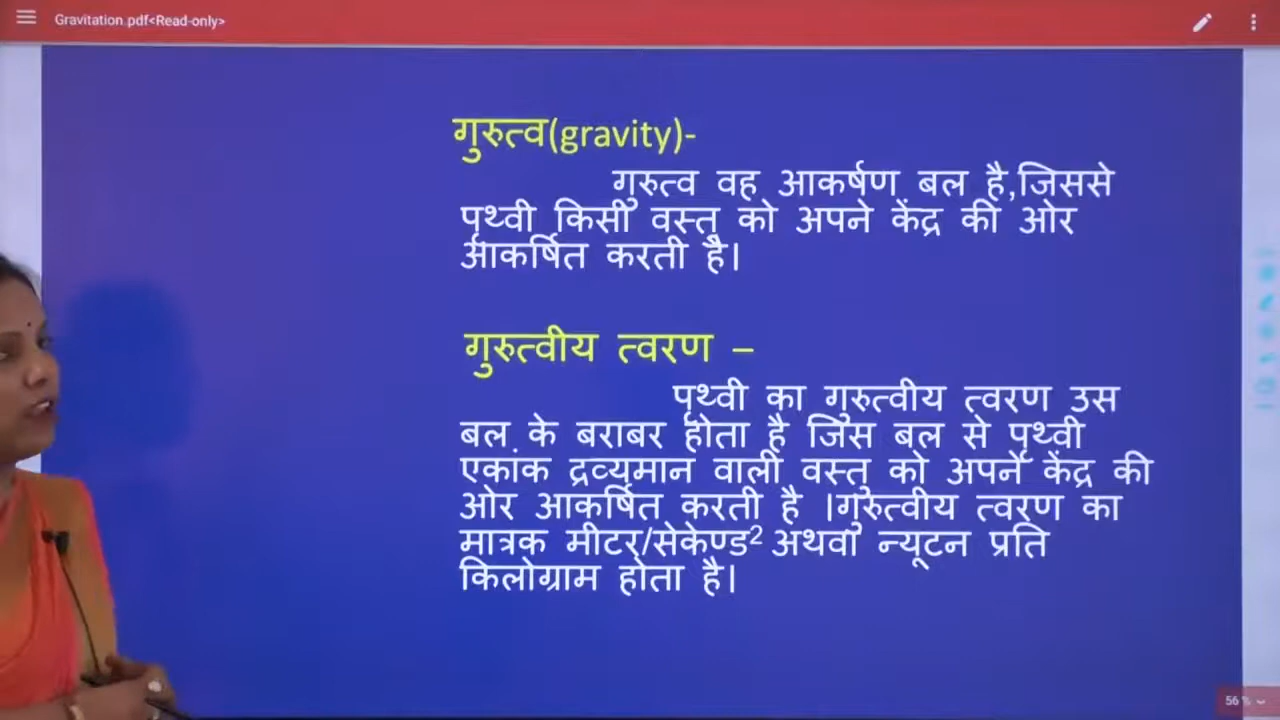 Gravitation.pdf<Read-only>
गुरुत्व(gravity)-
गुरुत्व वह आकर्षण बल है,जिससे
पृथ्वी किसी वस्तु को अपने केंद्र की ओर
आकर्षित करती है।
गुरुत्वीय त्वरण –
पृथ्वी का गुरुत्वीय त्वरण उस
बल के बराबर होता है जिस बल से पृथ्वी
एकांक द्रव्यमान वाली वस्तु को अपने केंद्र की
ओर आकर्षित करती है ।गुरुत्वीय त्वरण का
मात्रक मीटर/सेकेण्ड² अथवा न्यूटन प्रति
किलोग्राम होता है।
56 %